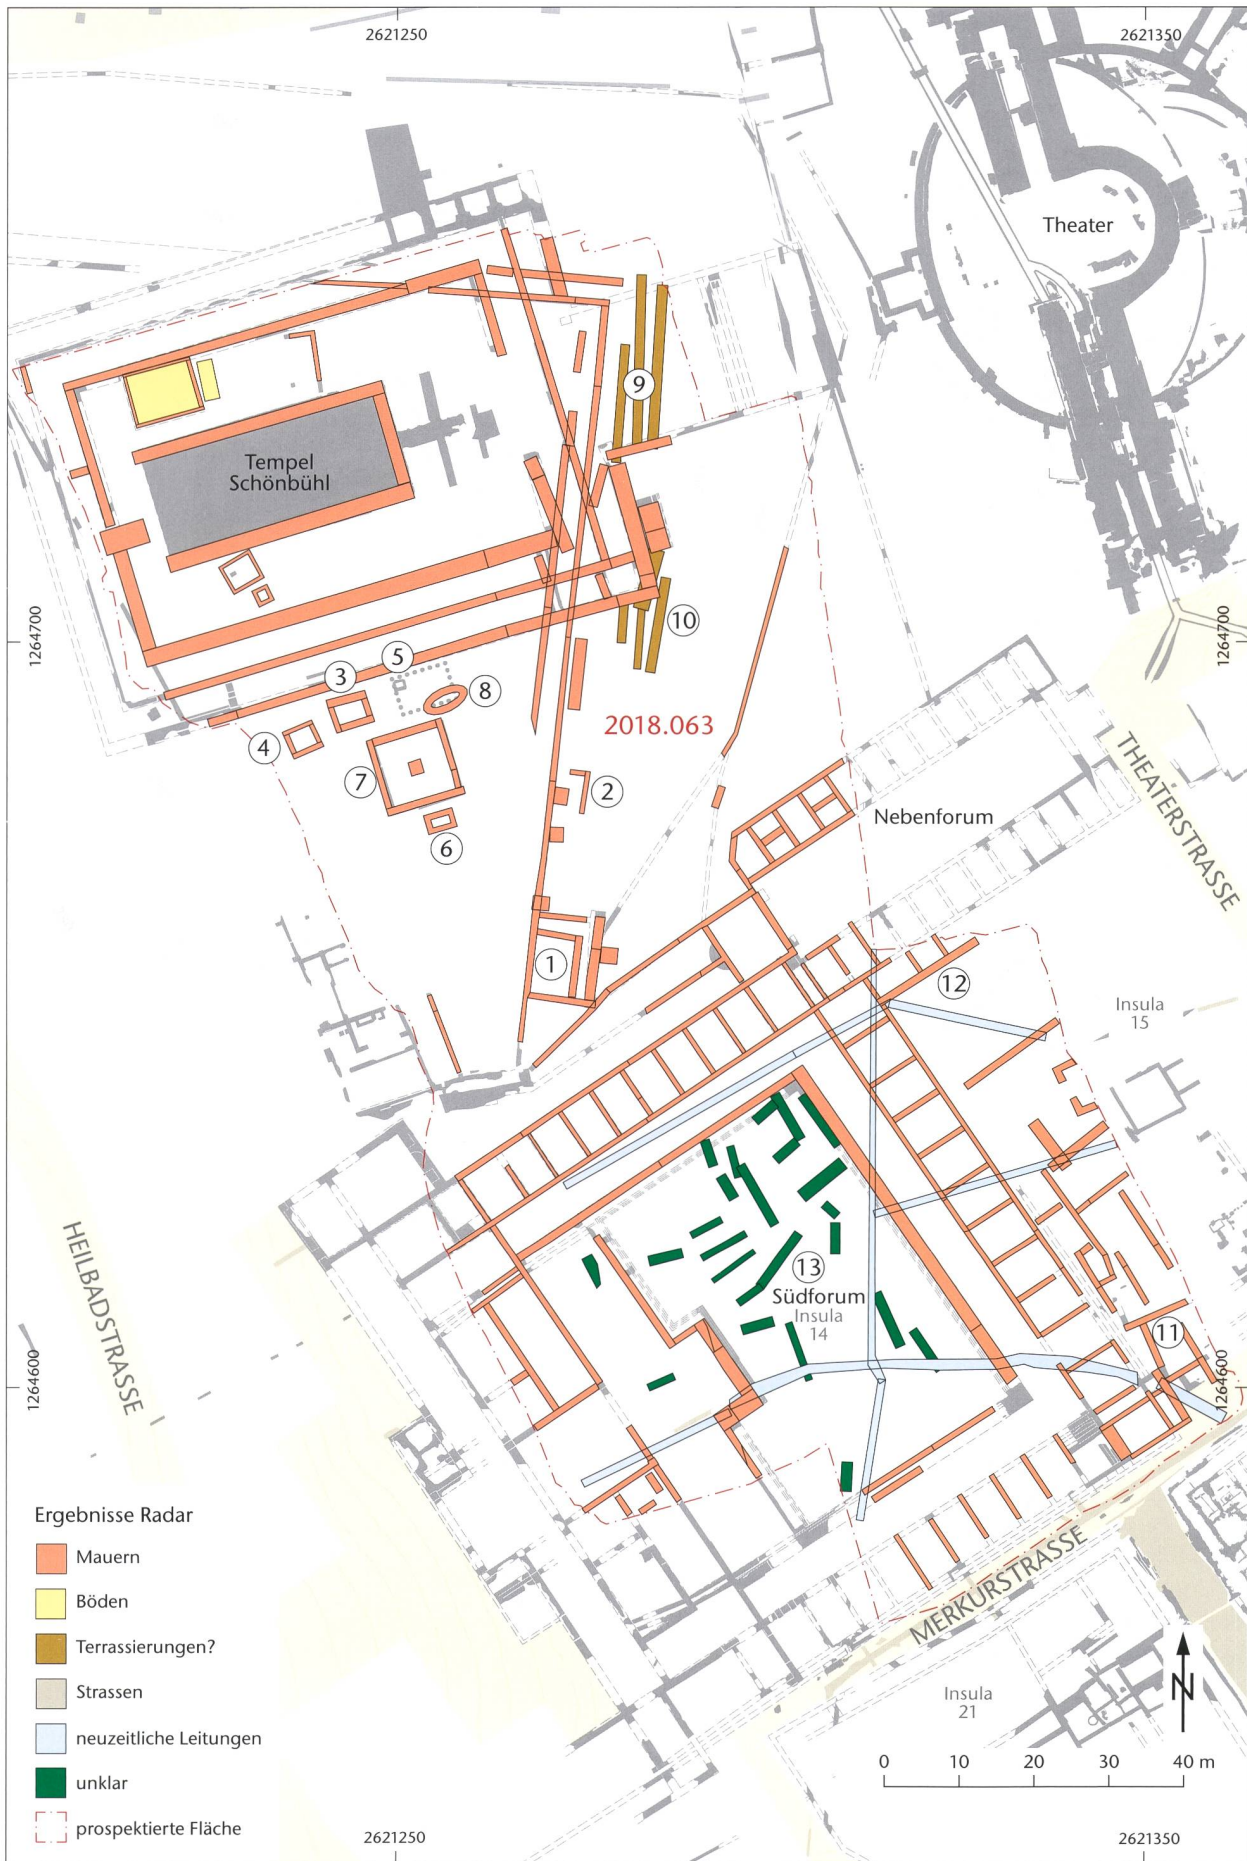 2621250
2621350
Theater
9
Tempel
Schönbühl
1264700
1264700
10
5
3
8
4
2018.063
7
2
6
THEATERSTRASSE
Nebenforum
1
12
Insula
15
HEILBADSTRASSE
13
Südforum
Insula
14
11
1264600
1264600
MERKURSTRASSE
Insula
21
N
Ergebnisse Radar
Mauern
Böden
Terrassierungen?
Strassen
neuzeitliche Leitungen
unklar
prospektierte Fläche
0 10 20 30 40 m
2621250
2621350